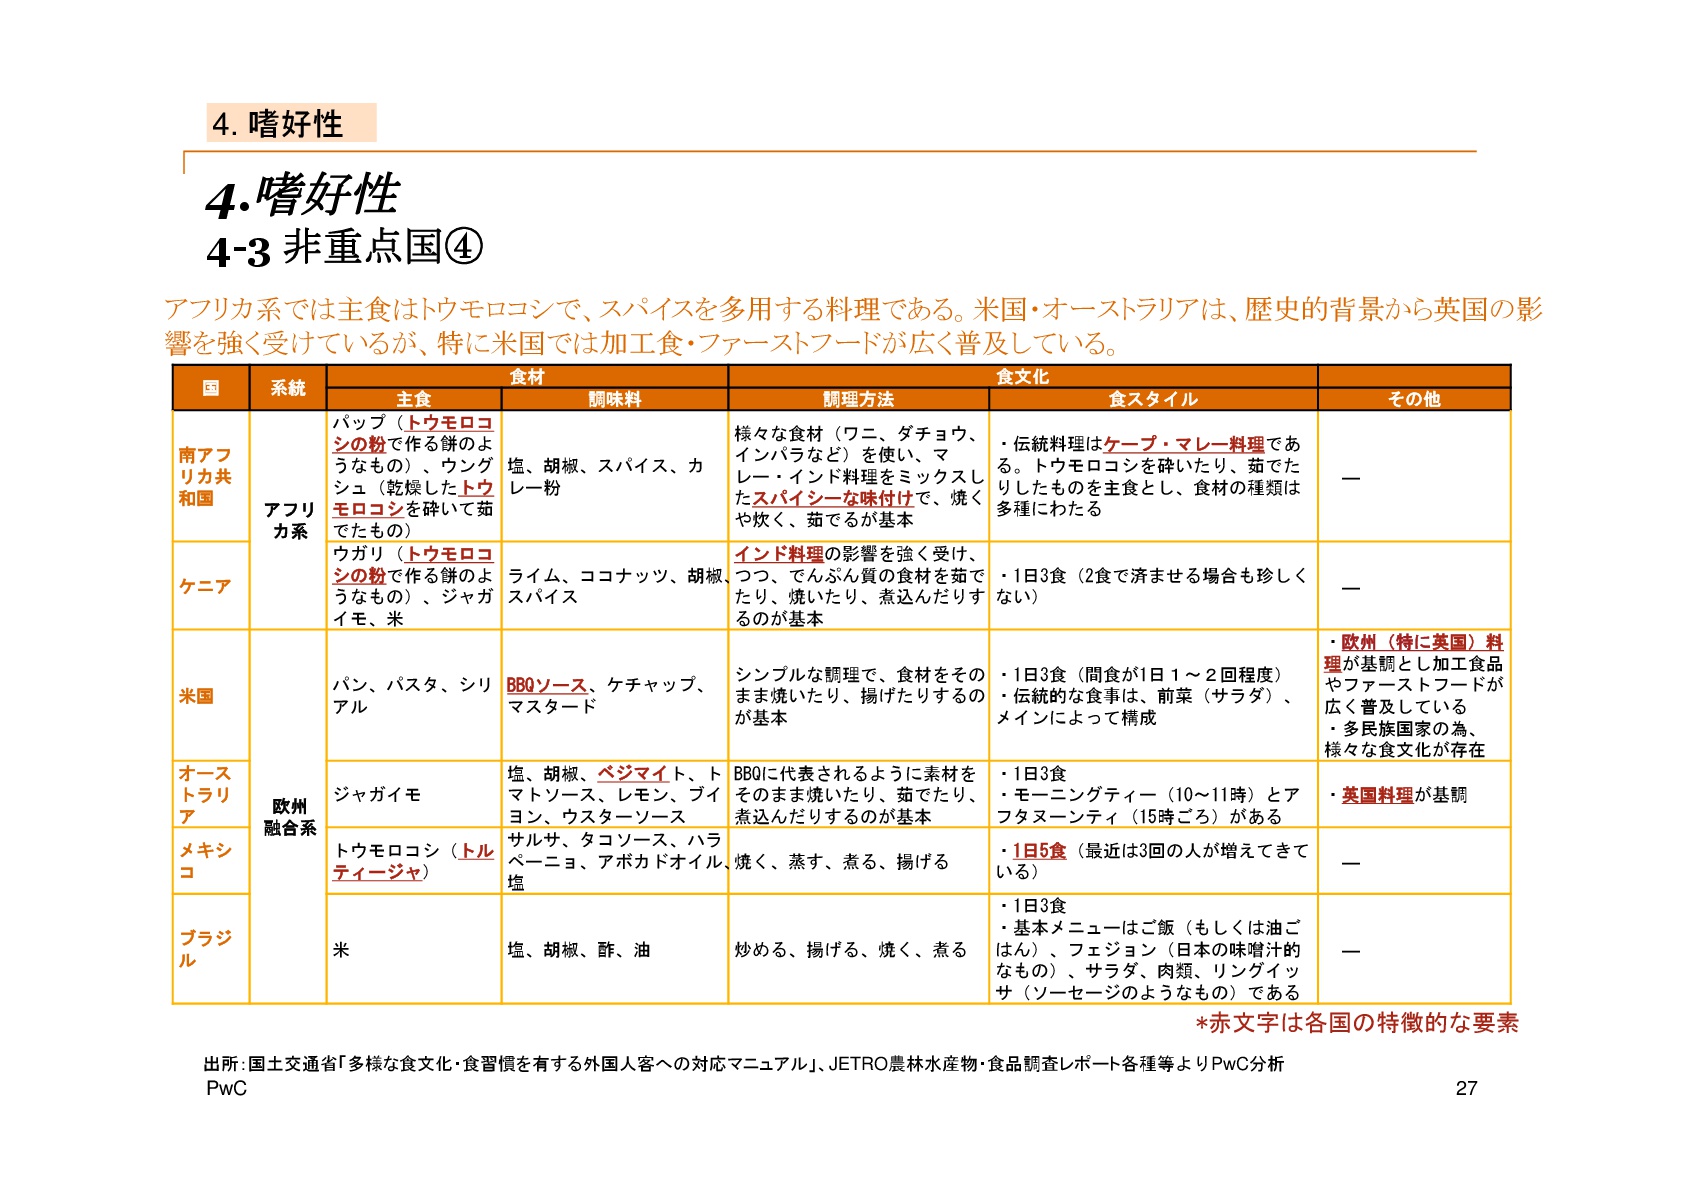 4. 嗜好性
4.嗜好性
4-3 非重点国④
アフリカ系では主食はトウモロコシで、スパイスを多用する料理である。米国・オーストラリアは、歴史的背景から英国の影
響を強く受けているが、特に米国では加工食・ファーストフードが広く普及している。
国
系統
食材
食文化
主食
調味料
調理方法
食スタイル
その他
南アフ
リカ共
和国
アフリ
カ系
パップ（トウモロコ
シの粉で作る餅のよ
うなもの）、ウング
シュ（乾燥したトウ
モロコシを砕いて茹
でたもの）
塩、胡椒、スパイス、カ
レー粉
様々な食材（ワニ、ダチョウ、
インパラなど）を使い、マ
レー・インド料理をミックスし
たスパイシーな味付けで、焼く
や炊く、茹でるが基本
・伝統料理はケープ・マレー料理であ
る。トウモロコシを砕いたり、茹でた
りしたものを主食とし、食材の種類は
多種にわたる
―
ケニア
ウガリ（トウモロコ
シの粉で作る餅のよ
うなもの）、ジャガ
イモ、米
ライム、ココナッツ、胡椒、
スパイス
インド料理の影響を強く受け、
つつ、でんぷん質の食材を茹で
たり、焼いたり、煮込んだりす
るのが基本
・1日3食（2食で済ませる場合も珍しく
ない）
―
米国
欧州
融合系
パン、パスタ、シリ
アル
BBQソース、ケチャップ、
マスタード
シンプルな調理で、食材をその
まま焼いたり、揚げたりするの
が基本
・1日3食（間食が1日１～２回程度）
・伝統的な食事は、前菜（サラダ）、
メインによって構成
・欧州（特に英国）料
理が基調とし加工食品
やファーストフードが
広く普及している
・多民族国家の為、
様々な食文化が存在
オース
トラリ
ア
ジャガイモ
塩、胡椒、ベジマイト、ト
マトソース、レモン、ブイ
ヨン、ウスターソース
BBQに代表されるように素材を
そのまま焼いたり、茹でたり、
煮込んだりするのが基本
・1日3食
・モーニングティー（10～11時）とア
フタヌーンティ（15時ごろ）がある
・英国料理が基調
メキシ
コ
トウモロコシ（トル
ティージャ）
サルサ、タコソース、ハラ
ペーニョ、アボカドオイル、
塩
焼く、蒸す、煮る、揚げる
・1日5食（最近は3回の人が増えてきて
いる）
―
ブラジ
ル
米
塩、胡椒、酢、油
炒める、揚げる、焼く、煮る
・1日3食
・基本メニューはご飯（もしくは油ご
はん）、フェジョン（日本の味噌汁的
なもの）、サラダ、肉類、リングイッ
サ（ソーセージのようなもの）である
―
*赤文字は各国の特徴的な要素
出所：国土交通省「多様な食文化・食習慣を有する外国人客への対応マニュアル」、JETRO農林水産物・食品調査レポート各種等よりPwC分析
PwC
27